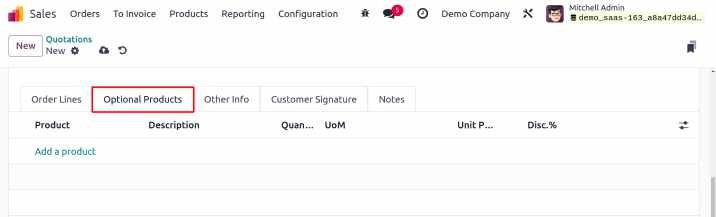 Sales Orders To Invoice Products Reporting Configuration 5 Demo Company Mitchell Admin
demo_saas-163_a8a47dd34d…
New Quotations
New
Order Lines Optional Products Other Info Customer Signature Notes
Product Description Quan... UoM Unit P... Disc.%
Add a product